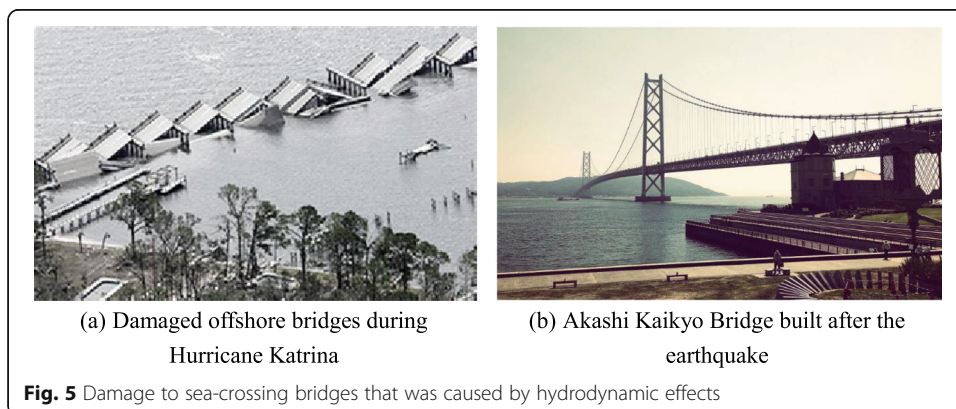 (a) Damaged offshore bridges during
Hurricane Katrina
(b) Akashi Kaikyo Bridge built after the
earthquake
Fig. 5 Damage to sea-crossing bridges that was caused by hydrodynamic effects